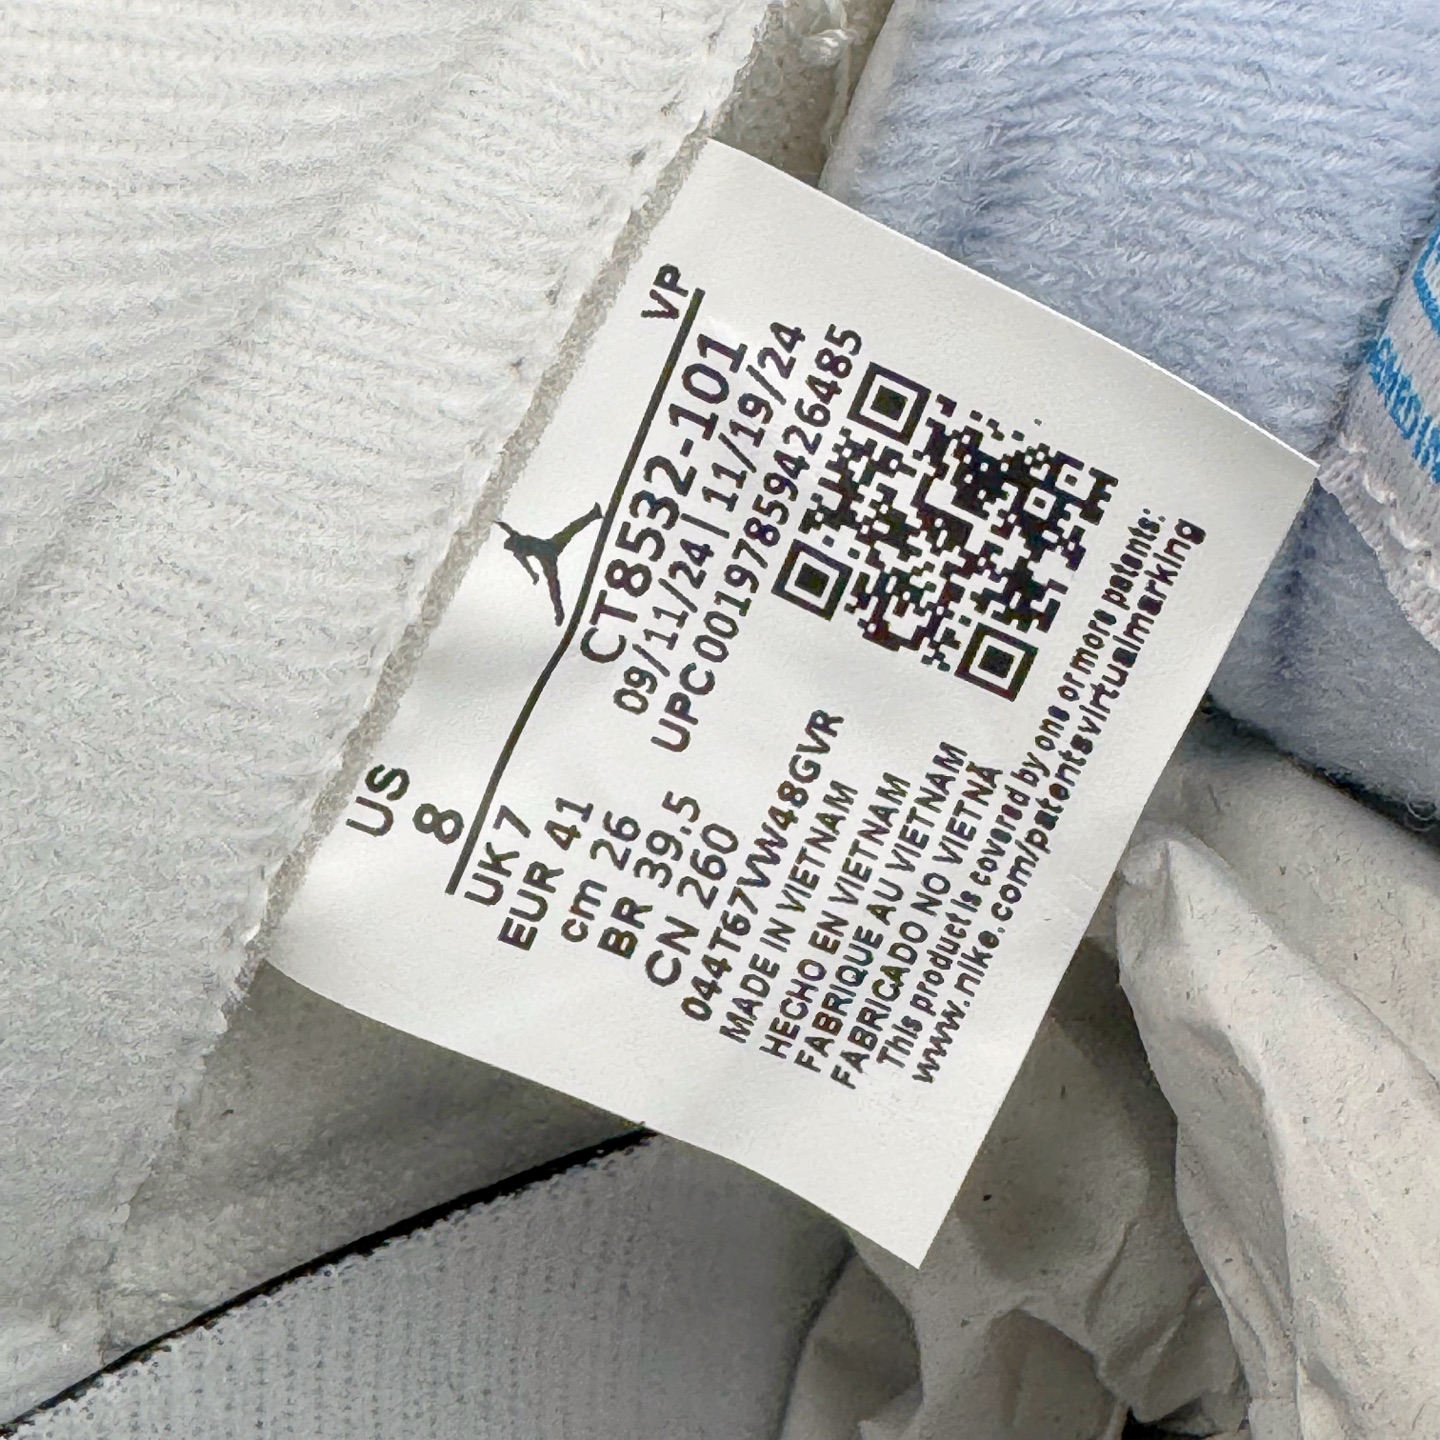 US
8
VP
UK 7
EUR 41
cm 26
BR 39.5
CN 260
CT8532-101
09/11/24 | 11/19/24
UPC 00197859426485
044T67VW48GVR
MADE IN VIETNAM
HECHO EN VIETNAM
FABRIQUE AU VIETNAM
FABRICADO NO VIETNÃ
This product is covered by one or more patents:
www.nike.com/patentsvirtualmarking